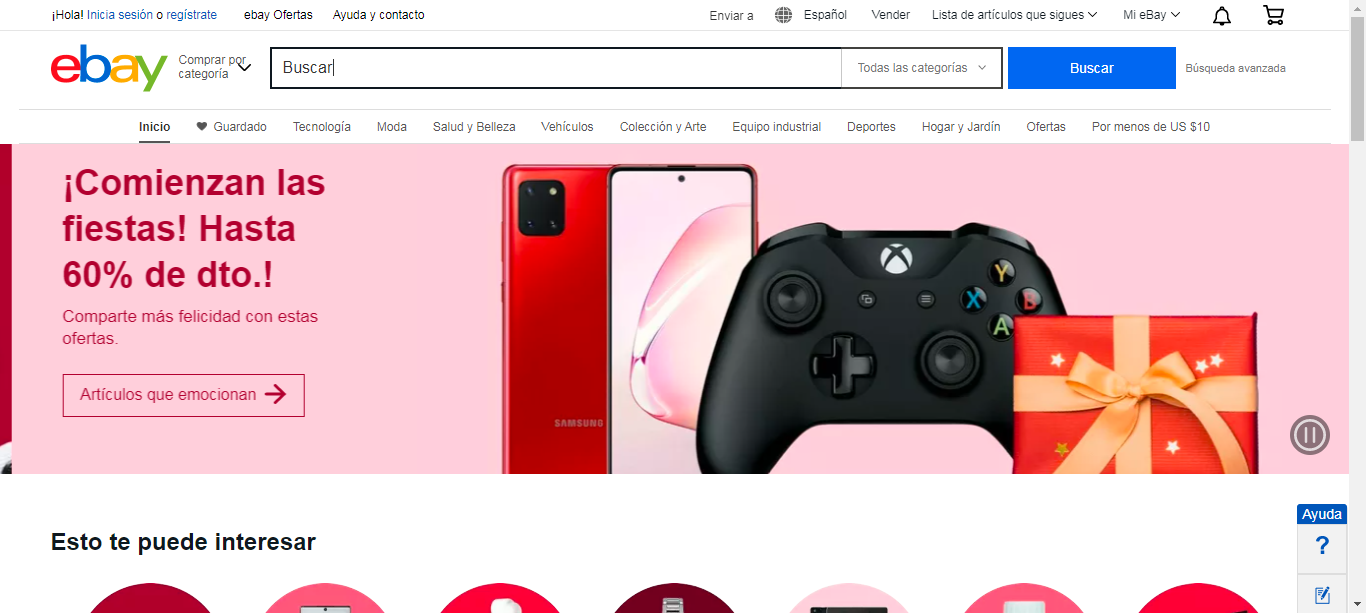 ¡Hola! Inicia sesión o regístrate ebay Ofertas Ayuda y contacto Enviar a Español Vender Lista de artículos que sigues Mi eBay
ebay Comprar por categoría Buscar Todas las categorías Buscar Búsqueda avanzada
Inicio Guardado Tecnología Moda Salud y Belleza Vehículos Colección y Arte Equipo industrial Deportes Hogar y Jardín Ofertas Por menos de US $10
¡Comienzan las
fiestas! Hasta
60% de dto.!
Comparte más felicidad con estas
ofertas.
Artículos que emocionan
SAMSUNG
Y
X B
A
Ayuda
?
Esto te puede interesar